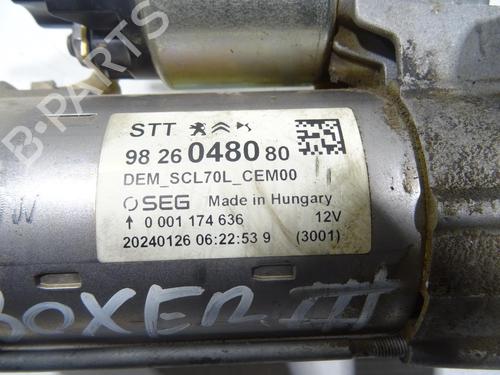 STT
98 26 0480 80
DEM_SCL70L_CEM00
SEG Made in Hungary
↑ 0 001 174 636 12V
20240126 06:22:53 9 (3001)
BOXER III
B-PARTS